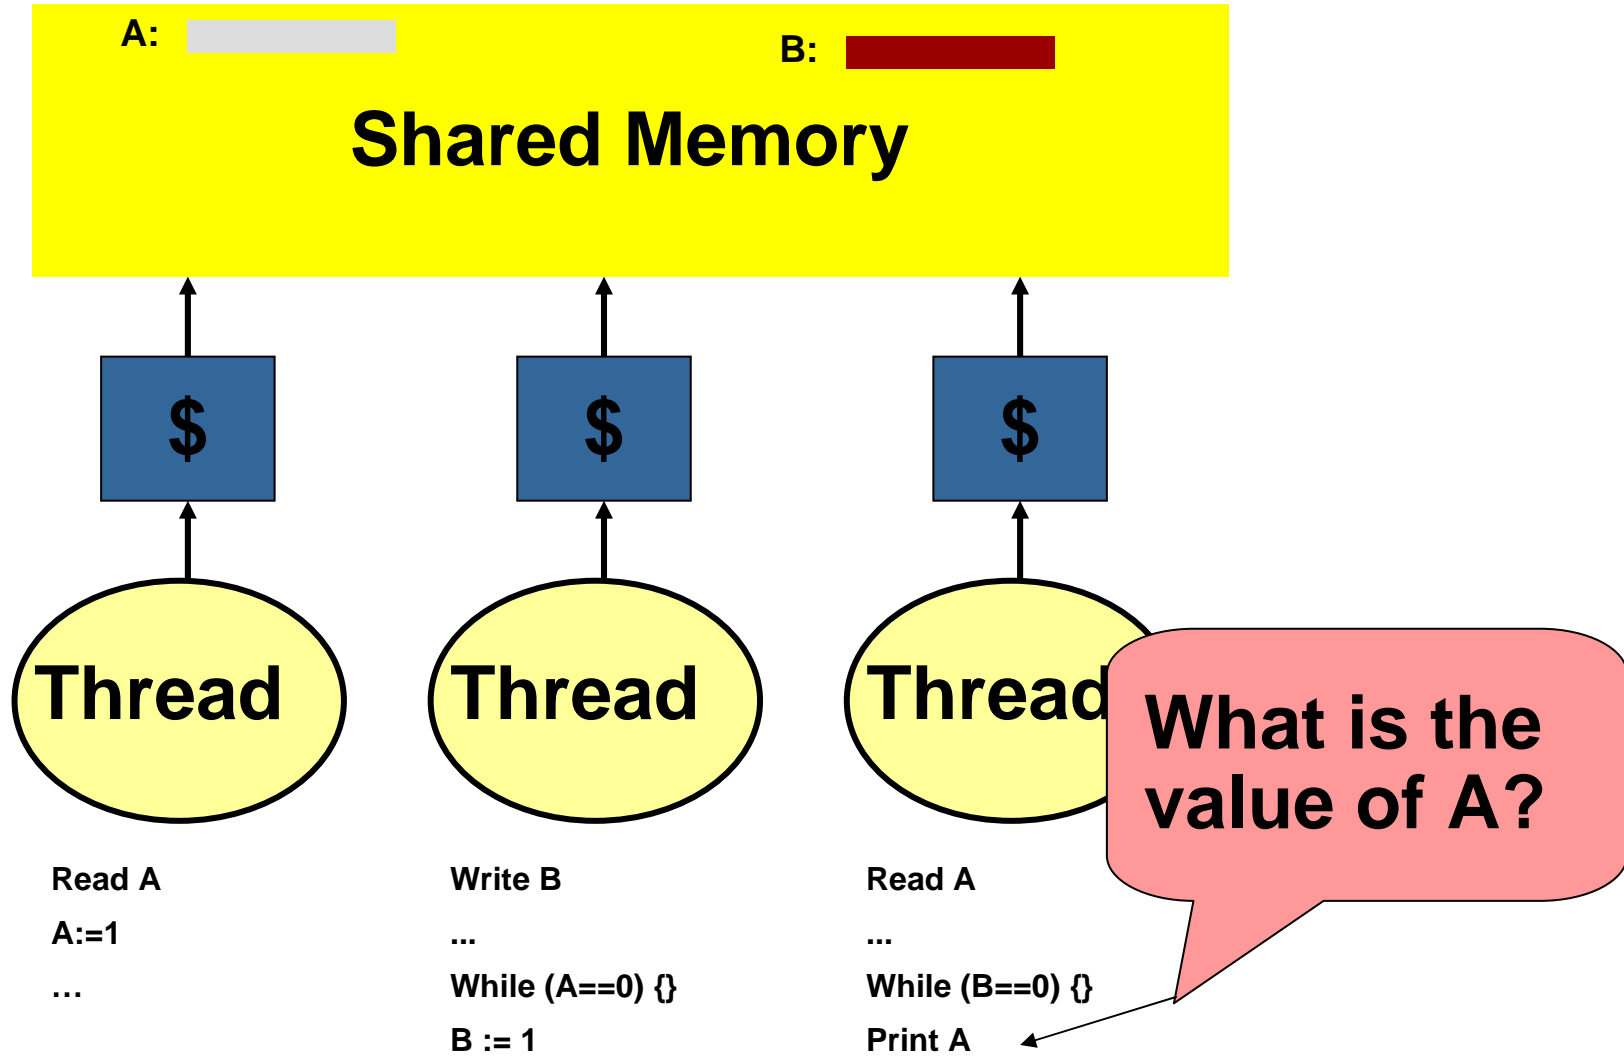 A:
B:
Shared Memory
$ $ $
Thread Thread Thread
What is the
value of A?
Read A
A:=1
…
Write B
...
While (A==0) {}
B := 1
Read A
...
While (B==0) {}
Print A